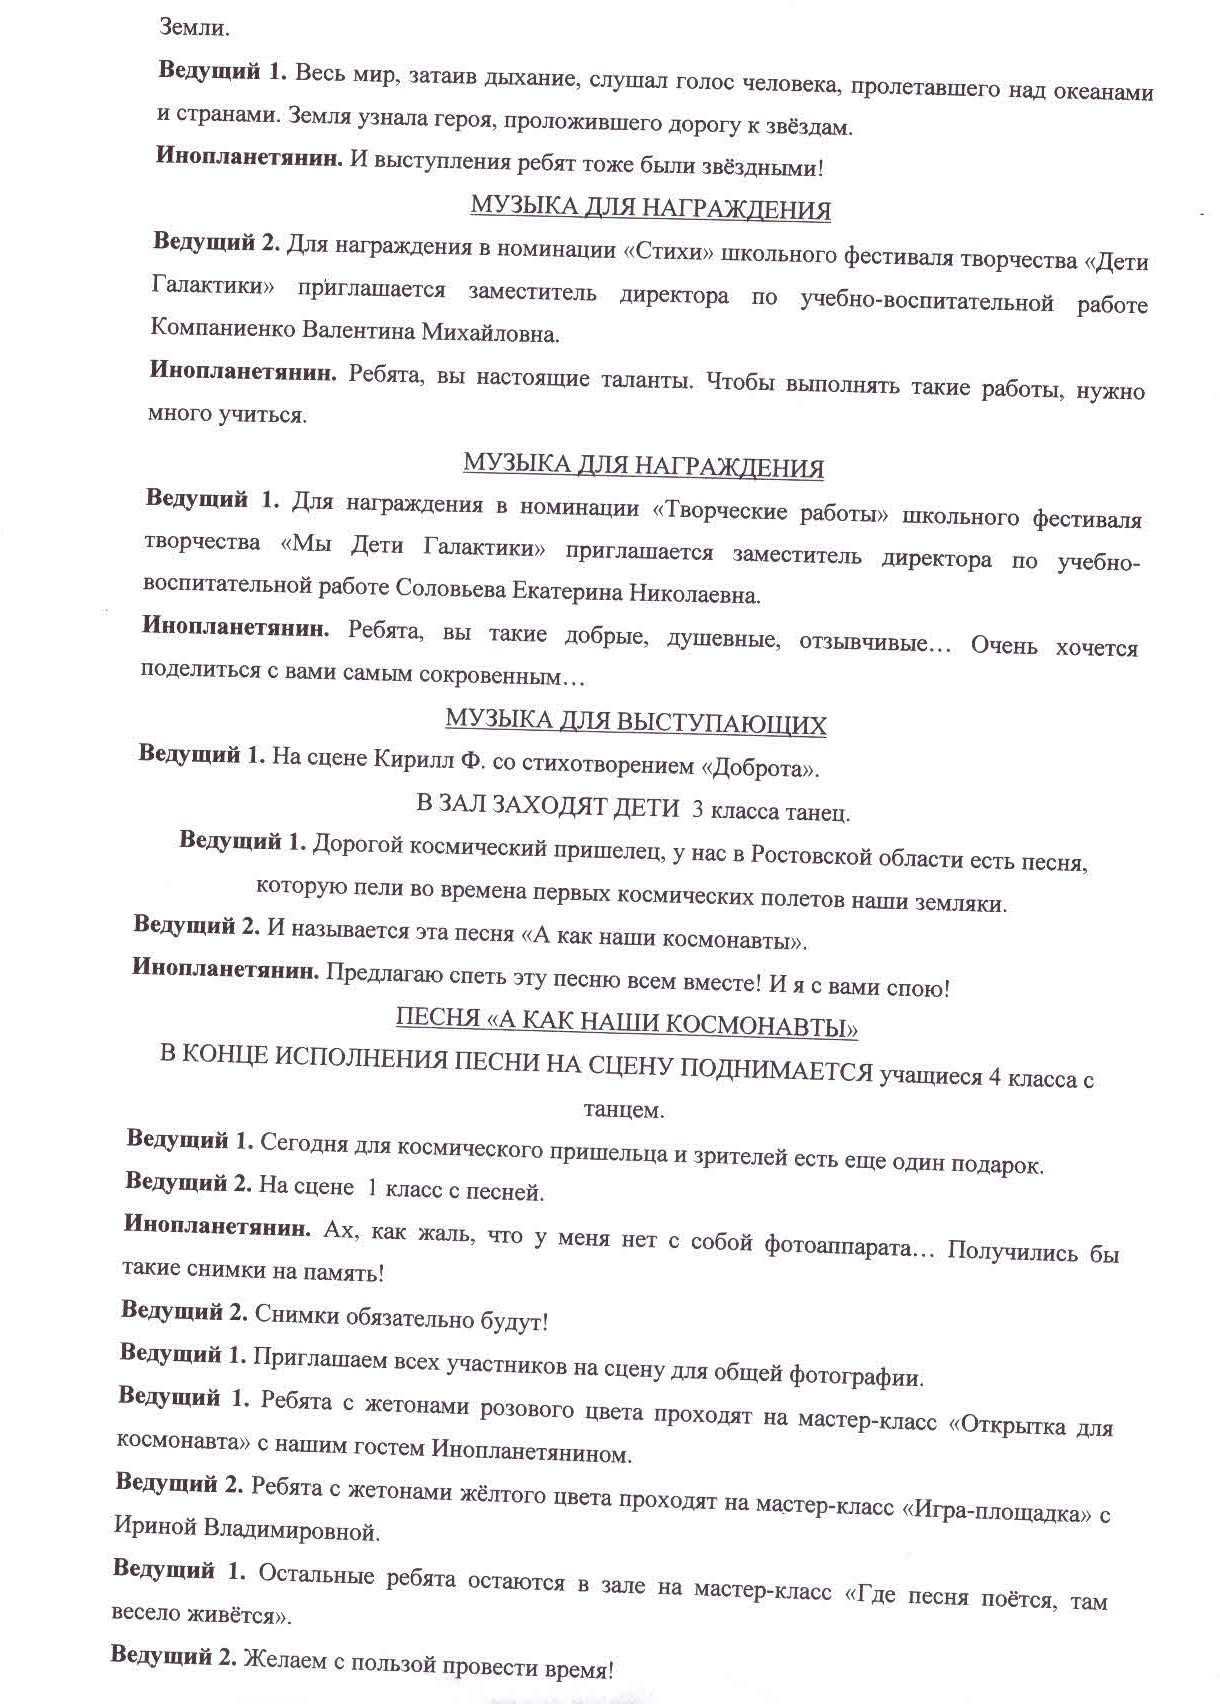 Земли.
Ведущий 1. Весь мир, затаив дыхание, слушал голос человека, пролетавшего над океанами
и странами. Земля узнала героя, проложившего дорогу к звёздам.
Инопланетянин. И выступления ребят тоже были звёздными!
МУЗЫКА ДЛЯ НАГРАЖДЕНИЯ
Ведущий 2. Для награждения в номинации «Стихи» школьного фестиваля творчества «Дети
Галактики» приглашается заместитель директора по учебно-воспитательной работе
Компаниенко Валентина Михайловна.
Инопланетянин. Ребята, вы настоящие таланты. Чтобы выполнять такие работы, нужно
много учиться.
МУЗЫКА ДЛЯ НАГРАЖДЕНИЯ
Ведущий 1. Для награждения в номинации «Творческие работы» школьного фестиваля
творчества «Мы Дети Галактики» приглашается заместитель директора по учебно-
воспитательной работе Соловьева Екатерина Николаевна.
Инопланетянин. Ребята, вы такие добрые, душевные, отзывчивые… Очень хочется
поделиться с вами самым сокровенным…
МУЗЫКА ДЛЯ ВЫСТУПАЮЩИХ
Ведущий 1. На сцене Кирилл Ф. со стихотворением «Доброта».
В ЗАЛ ЗАХОДЯТ ДЕТИ 3 класса танец.
Ведущий 1. Дорогой космический пришелец, у нас в Ростовской области есть песня,
которую пели во времена первых космических полетов наши земляки.
Ведущий 2. И называется эта песня «А как наши космонавты».
Инопланетянин. Предлагаю спеть эту песню всем вместе! И я с вами спою!
ПЕСНЯ «А КАК НАШИ КОСМОНАВТЫ»
В КОНЦЕ ИСПОЛНЕНИЯ ПЕСНИ НА СЦЕНУ ПОДНИМАЕТСЯ учащиеся 4 класса с
танцем.
Ведущий 1. Сегодня для космического пришельца и зрителей есть еще один подарок.
Ведущий 2. На сцене 1 класс с песней.
Инопланетянин. Ах, как жаль, что у меня нет с собой фотоаппарата… Получились бы
такие снимки на память!
Ведущий 2. Снимки обязательно будут!
Ведущий 1. Приглашаем всех участников на сцену для общей фотографии.
Ведущий 1. Ребята с жетонами розового цвета проходят на мастер-класс «Открытка для
космонавта» с нашим гостем Инопланетянином.
Ведущий 2. Ребята с жетонами жёлтого цвета проходят на мастер-класс «Игра-площадка» с
Ириной Владимировной.
Ведущий 1. Остальные ребята остаются в зале на мастер-класс «Где песня поётся, там
весело живётся».
Ведущий 2. Желаем с пользой провести время!